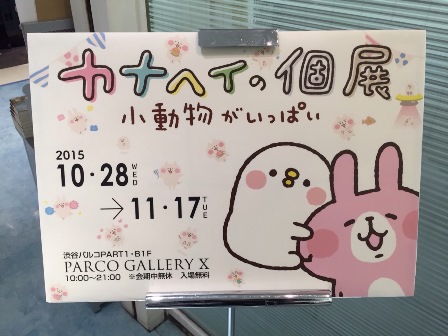 カナヘイの個展
小動物がいっぱい
2015
10・28 WED
→11・17 TUE
渋谷パルコPART1・B1F
PARCO GALLERY X
10:00〜21:00 ※会期中無休 入場無料